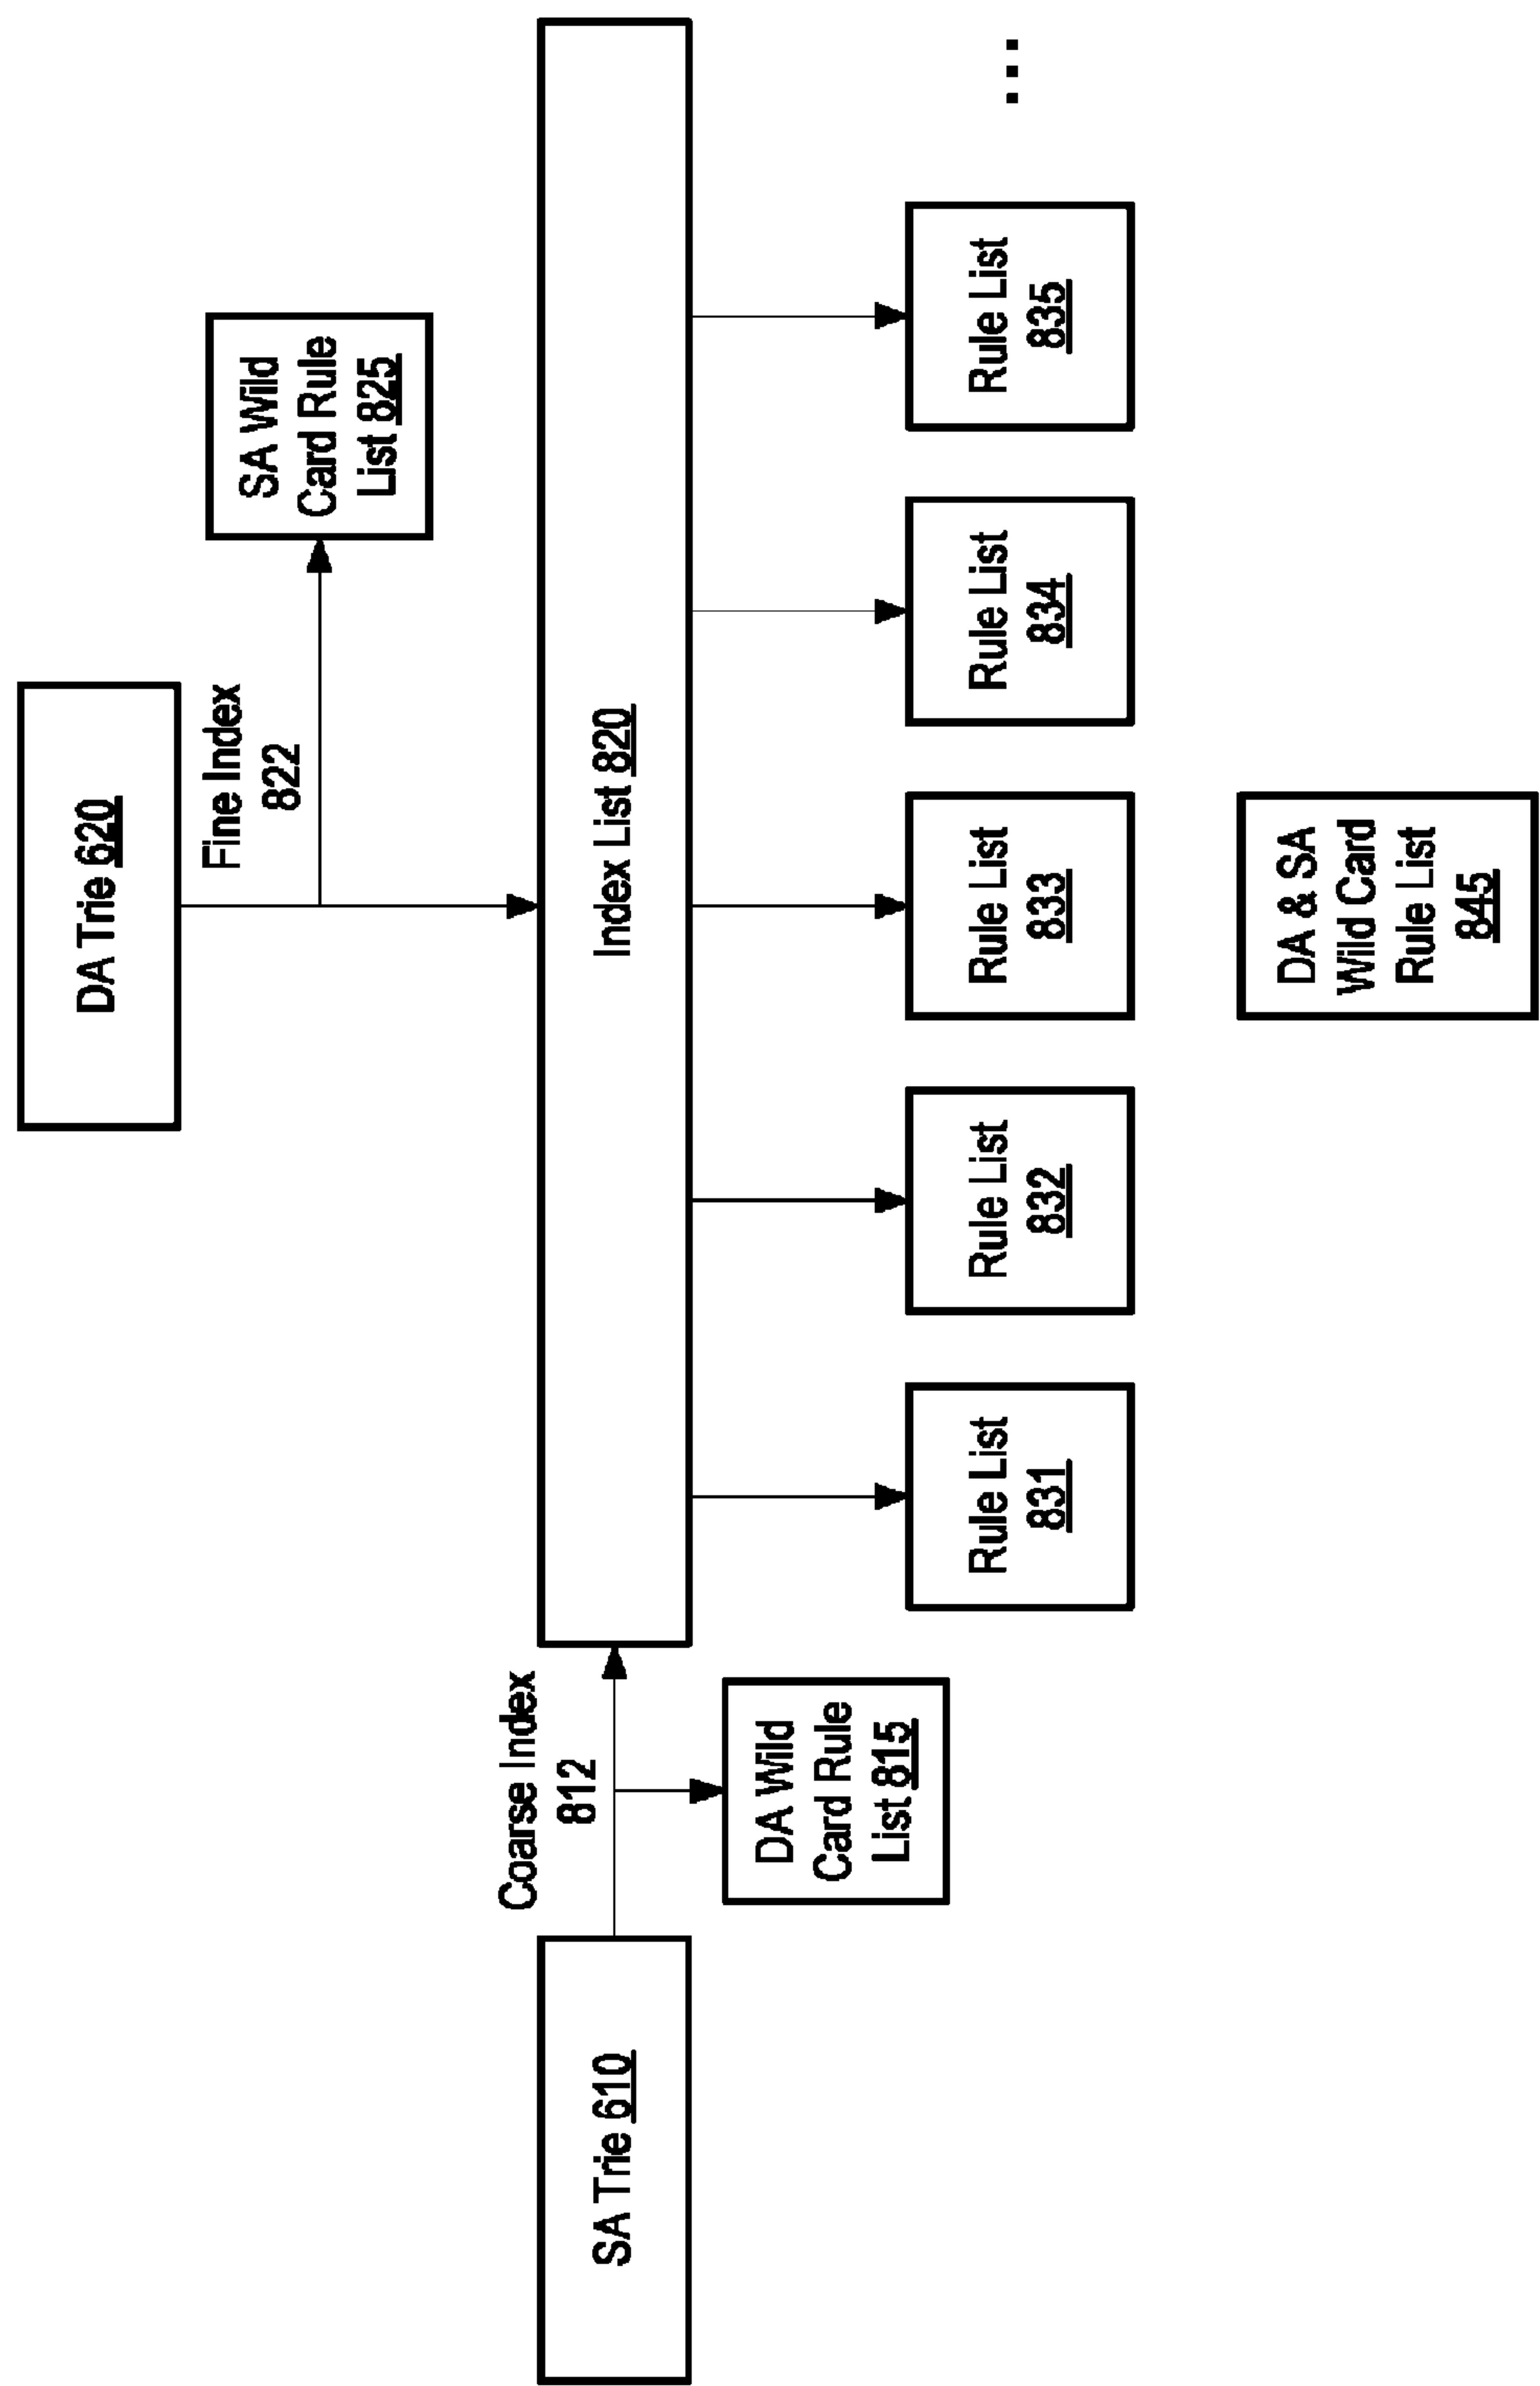 DA Trie 620
Fine Index
822
SA Wild
Card Rule
List 825
SA Trie 610
Coarse Index
812
DA Wild
Card Rule
List 815
Index List 820
Rule List
831
Rule List
832
Rule List
833
Rule List
834
Rule List
835
...
DA & SA
Wild Card
Rule List
845